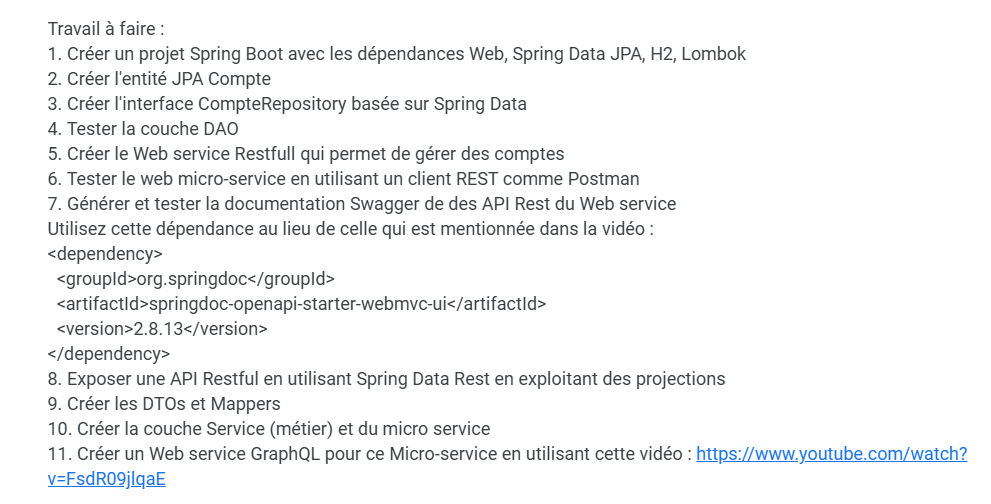 Travail à faire :
1. Créer un projet Spring Boot avec les dépendances Web, Spring Data JPA, H2, Lombok
2. Créer l'entité JPA Compte
3. Créer l'interface CompteRepository basée sur Spring Data
4. Tester la couche DAO
5. Créer le Web service Restfull qui permet de gérer des comptes
6. Tester le web micro-service en utilisant un client REST comme Postman
7. Générer et tester la documentation Swagger de des API Rest du Web service
Utilisez cette dépendance au lieu de celle qui est mentionnée dans la vidéo :
<dependency>
  <groupId>org.springdoc</groupId>
  <artifactId>springdoc-openapi-starter-webmvc-ui</artifactId>
  <version>2.8.13</version>
</dependency>
8. Exposer une API Restful en utilisant Spring Data Rest en exploitant des projections
9. Créer les DTOs et Mappers
10. Créer la couche Service (métier) et du micro service
11. Créer un Web service GraphQL pour ce Micro-service en utilisant cette vidéo : https://www.youtube.com/watch?
v=FsdR09jlqaE